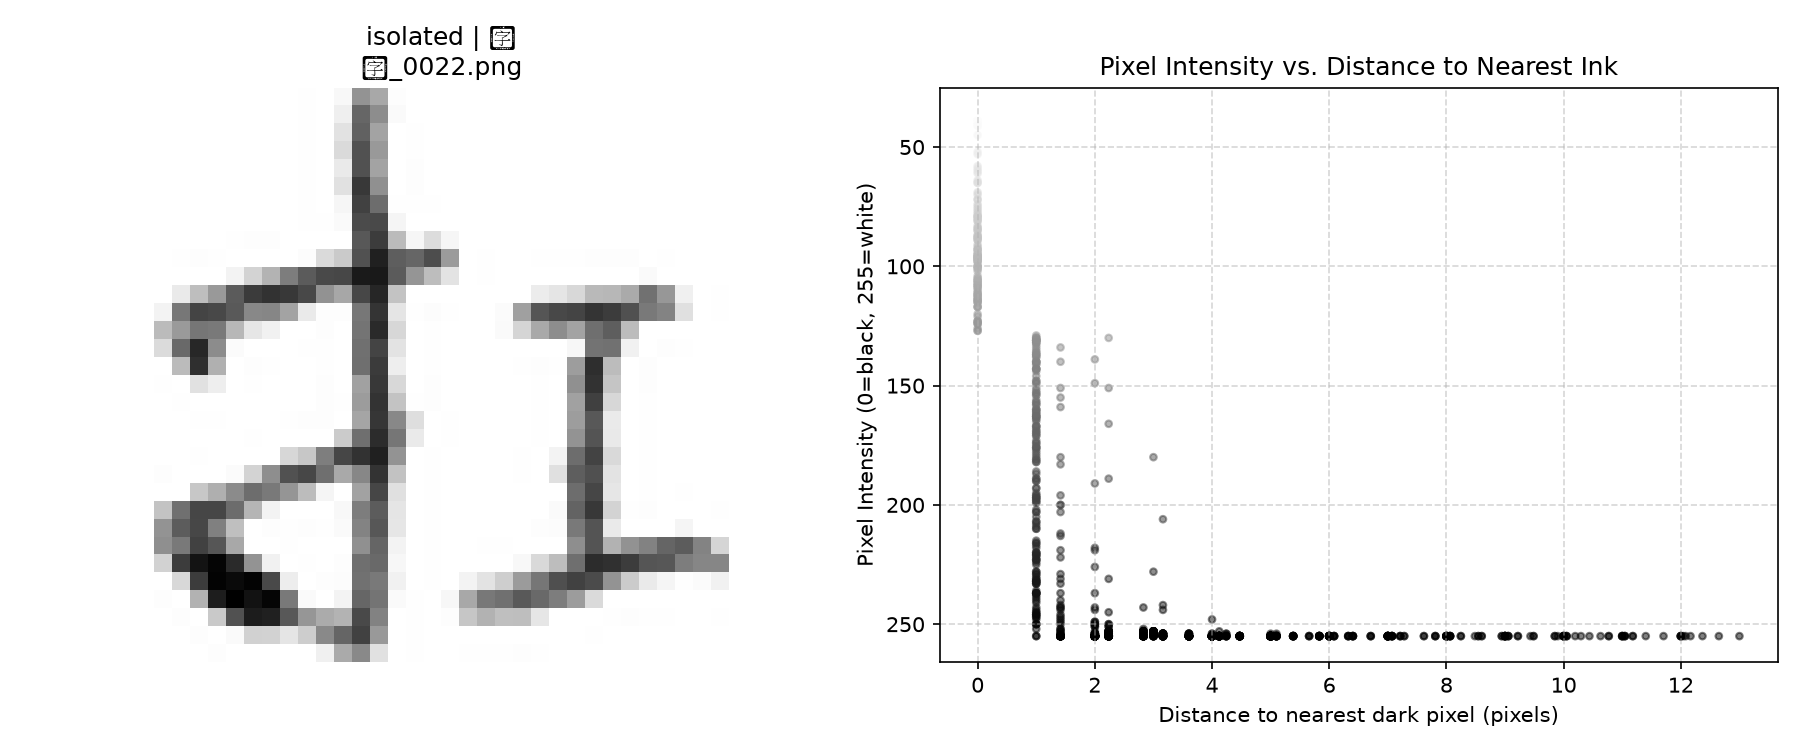 isolated |
_0022.png
扛
Pixel Intensity vs. Distance to Nearest Ink
Pixel Intensity (0=black, 255=white)
50
100
150
200
250
0 2 4 6 8 10 12
Distance to nearest dark pixel (pixels)